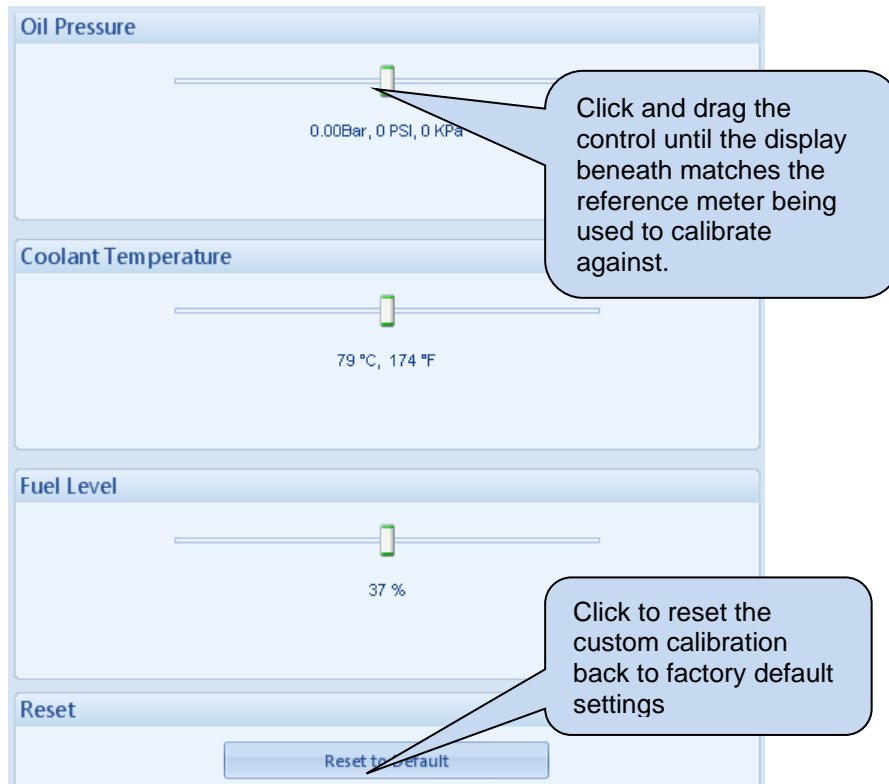 Oil Pressure
0.00Bar, 0 PSI, 0 KPa
Click and drag the
control until the display
beneath matches the
reference meter being
used to calibrate
against.
Coolant Temperature
79 °C, 174 °F
Fuel Level
37 %
Click to reset the
custom calibration
back to factory default
settings
Reset
Reset to Default